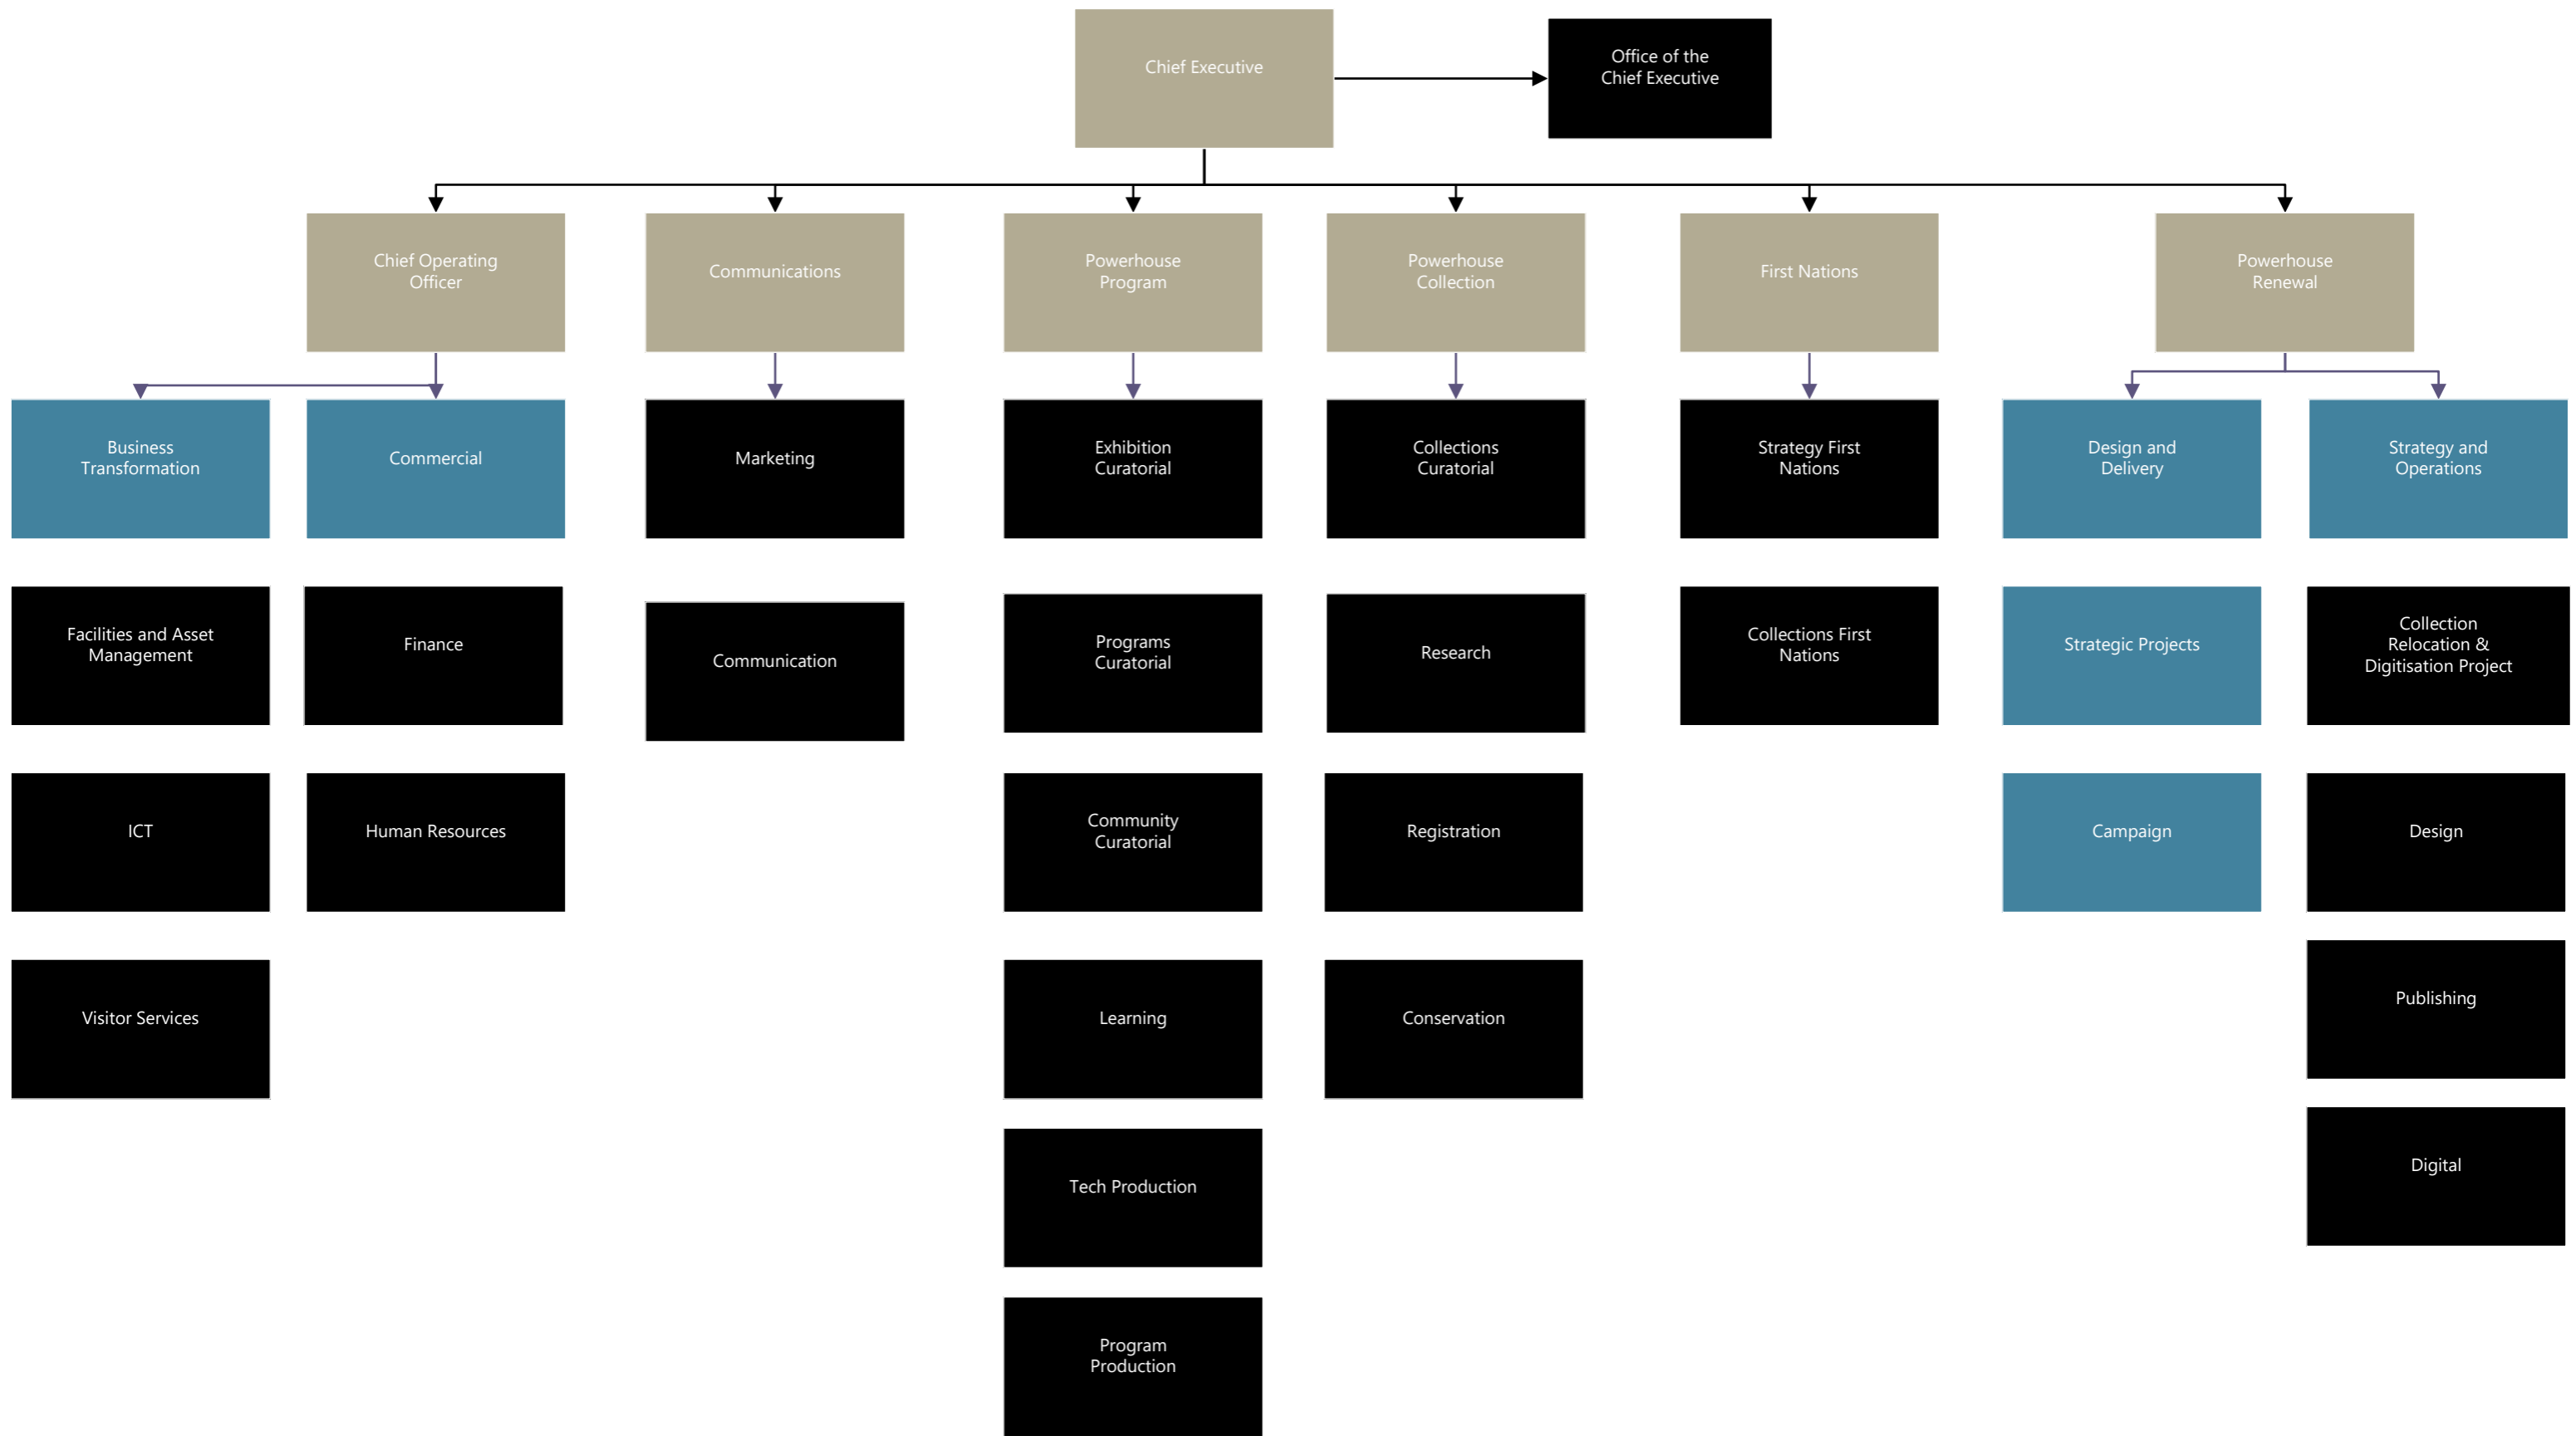 Chief Executive
Office of the
Chief Executive
Chief Operating
Officer
Communications
Powerhouse
Program
Powerhouse
Collection
First Nations
Powerhouse
Renewal
Business
Transformation
Commercial
Marketing
Exhibition
Curatorial
Collections
Curatorial
Strategy First
Nations
Design and
Delivery
Strategy and
Operations
Facilities and Asset
Management
Finance
Communication
Programs
Curatorial
Research
Collections First
Nations
Strategic Projects
Collection
Relocation &
Digitisation Project
ICT
Human Resources
Community
Curatorial
Registration
Campaign
Design
Visitor Services
Learning
Conservation
Publishing
Tech Production
Digital
Program
Production